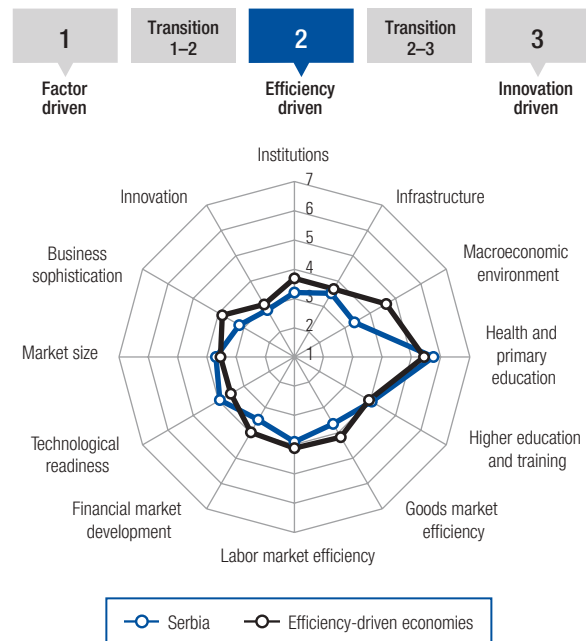 1
Transition
1–2
2
Transition
2–3
3
Factor
driven
Efficiency
driven
Innovation
driven
Institutions
Infrastructure
Macroeconomic
environment
Health and
primary
education
Higher education
and training
Goods market
efficiency
Labor market efficiency
Financial market
development
Technological
readiness
Market size
Business
sophistication
Innovation
7
6
5
4
3
2
1
Serbia
Efficiency-driven economies